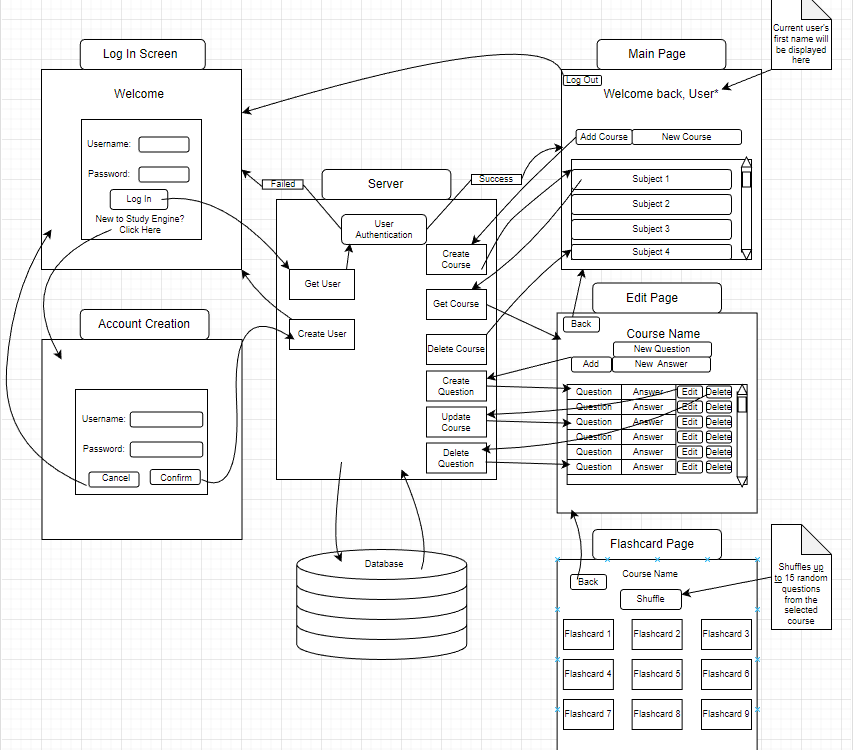 Log In Screen
Welcome
Username:
Password:
Log In
New to Study Engine?
Click Here
Account Creation
Username:
Password:
Cancel
Confirm
Failed
Success
Server
User
Authentication
Get User
Create User
Create
Course
Get Course
Delete Course
Create
Question
Update
Course
Delete
Question
Database
Main Page
Log Out
Welcome back, User*
Add Course
New Course
Subject 1
Subject 2
Subject 3
Subject 4
Current user's
first name will
be displayed
here
Edit Page
Back
Course Name
New Question
Add
New Answer
Question Answer Edit Delete
Question Answer Edit Delete
Question Answer Edit Delete
Question Answer Edit Delete
Question Answer Edit Delete
Question Answer Edit Delete
Flashcard Page
Back
Course Name
Shuffle
Flashcard 1
Flashcard 2
Flashcard 3
Flashcard 4
Flashcard 5
Flashcard 6
Flashcard 7
Flashcard 8
Flashcard 9
Shuffles up
to 15 random
questions
from the
selected
course